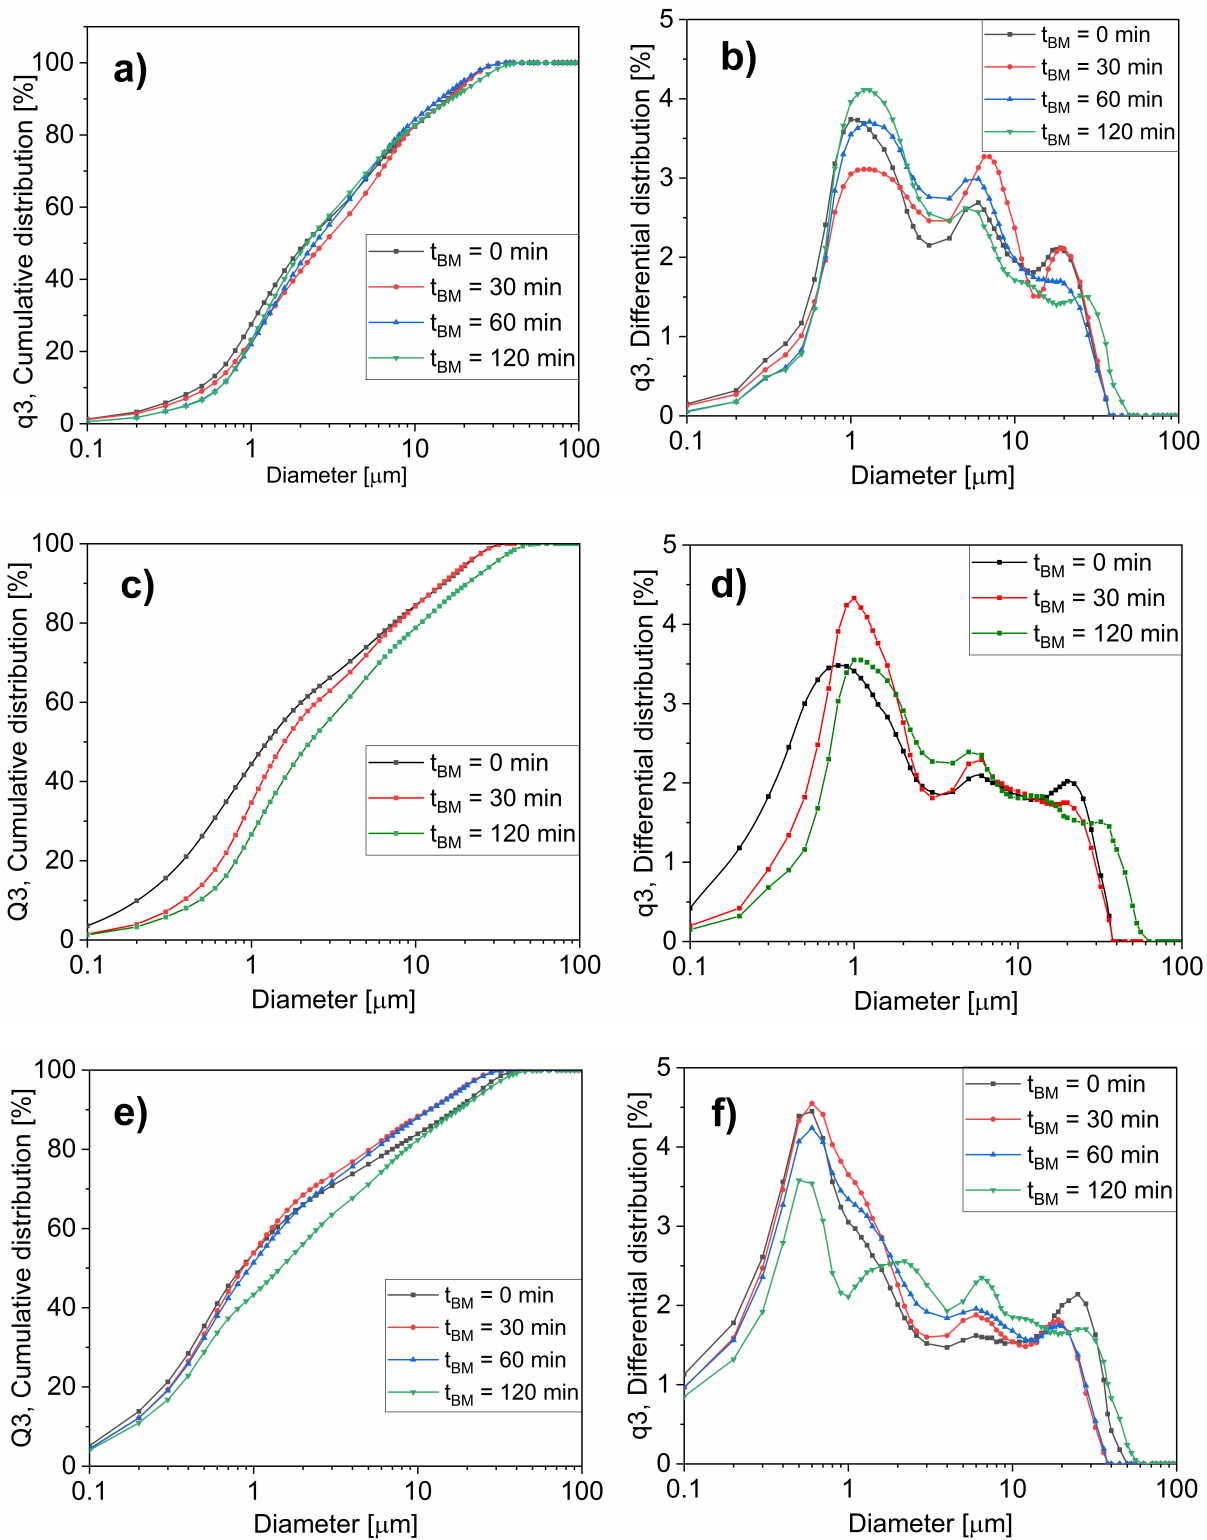 a)
q3, Cumulative distribution [%]
100
80
60
40
20
0
t_BM = 0 min
t_BM = 30 min
t_BM = 60 min
t_BM = 120 min
0.1
1
10
100
Diameter [μm]
b)
q3, Differential distribution [%]
5
4
3
2
1
0
t_BM = 0 min
t_BM = 30 min
t_BM = 60 min
t_BM = 120 min
0.1
1
10
100
Diameter [μm]
c)
Q3, Cumulative distribution [%]
100
80
60
40
20
0
t_BM = 0 min
t_BM = 30 min
t_BM = 120 min
0.1
1
10
100
Diameter [μm]
d)
q3, Differential distribution [%]
5
4
3
2
1
0
t_BM = 0 min
t_BM = 30 min
t_BM = 120 min
0.1
1
10
100
Diameter [μm]
e)
Q3, Cumulative distribution [%]
100
80
60
40
20
0
t_BM = 0 min
t_BM = 30 min
t_BM = 60 min
t_BM = 120 min
0.1
1
10
100
Diameter [μm]
f)
q3, Differential distribution [%]
5
4
3
2
1
0
t_BM = 0 min
t_BM = 30 min
t_BM = 60 min
t_BM = 120 min
0.1
1
10
100
Diameter [μm]